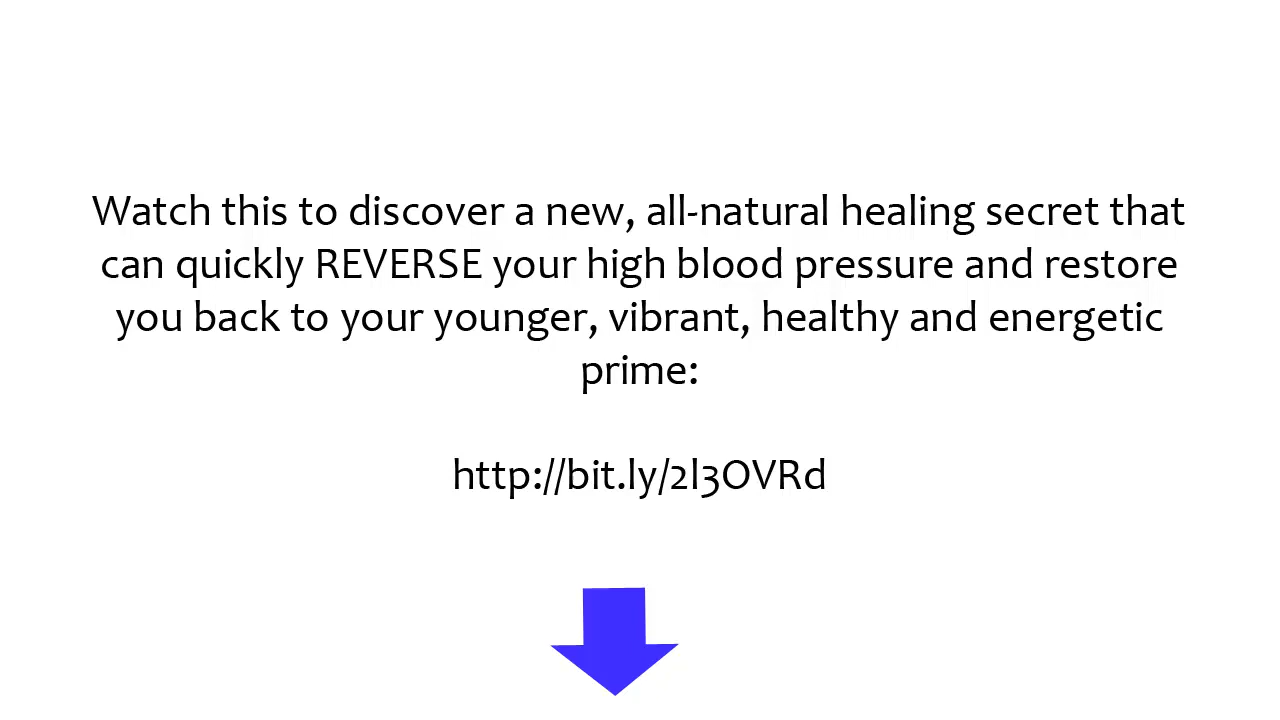 Watch this to discover a new, all-natural healing secret that
can quickly REVERSE your high blood pressure and restore
you back to your younger, vibrant, healthy and energetic
prime:
http://bit.ly/2l3OVRd